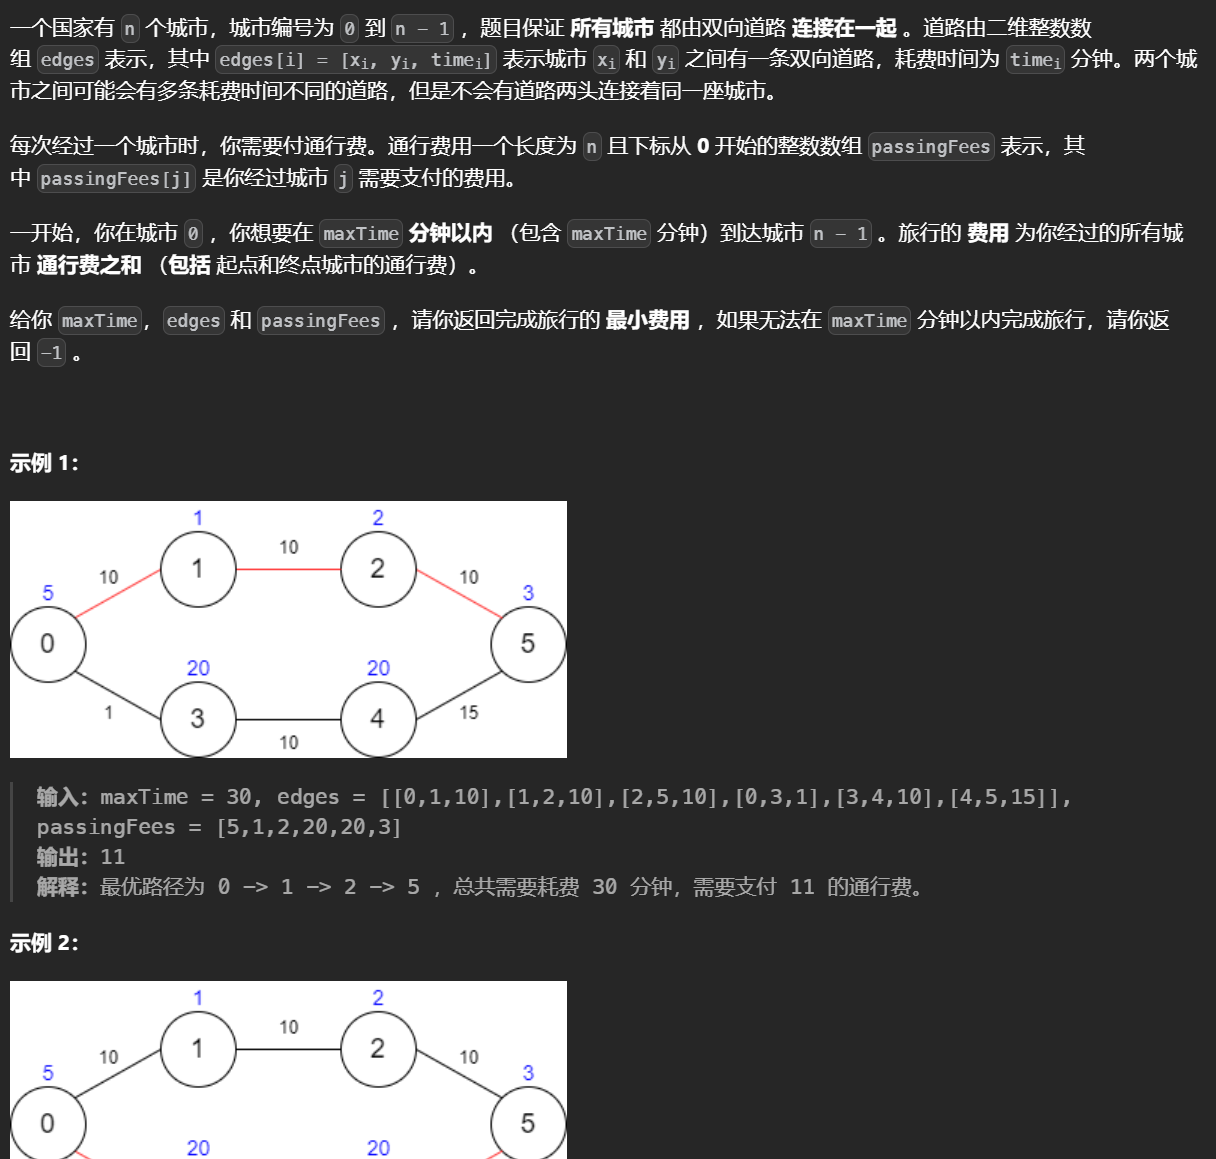 一个国家有 n 个城市，城市编号为 0 到 n - 1 ，题目保证 所有城市 都由双向道路 连接在一起 。道路由二维整数数
组 edges 表示，其中 edges[i] = [xi, yi, timei] 表示城市 xi 和 yi 之间有一条双向道路，耗费时间为 timei 分钟。两个城
市之间可能会有多条耗费时间不同的道路，但是不会有道路两头连接着同一座城市。
每次经过一个城市时，你需要付通行费。通行费用一个长度为 n 且下标从 0 开始的整数数组 passingFees 表示，其
中 passingFees[j] 是你经过城市 j 需要支付的费用。
一开始，你在城市 0 ，你想要在 maxTime 分钟以内 （包含 maxTime 分钟）到达城市 n - 1 。旅行的 费用 为你经过的所有城
市 通行费之和 （包括 起点和终点城市的通行费）。
给你 maxTime，edges 和 passingFees ，请你返回完成旅行的 最小费用 ，如果无法在 maxTime 分钟以内完成旅行，请你返
回 -1 。
示例 1：
1 2
10
10 1 2 10
5 3
0 5
20 20
1 3 4 15
10
输入：maxTime = 30, edges = [[0,1,10],[1,2,10],[2,5,10],[0,3,1],[3,4,10],[4,5,15]],
passingFees = [5,1,2,20,20,3]
输出：11
解释：最优路径为 0 -> 1 -> 2 -> 5 ，总共需要耗费 30 分钟，需要支付 11 的通行费。
示例 2：
1 2
10
10 1 2 10
5 3
0 5
20 20